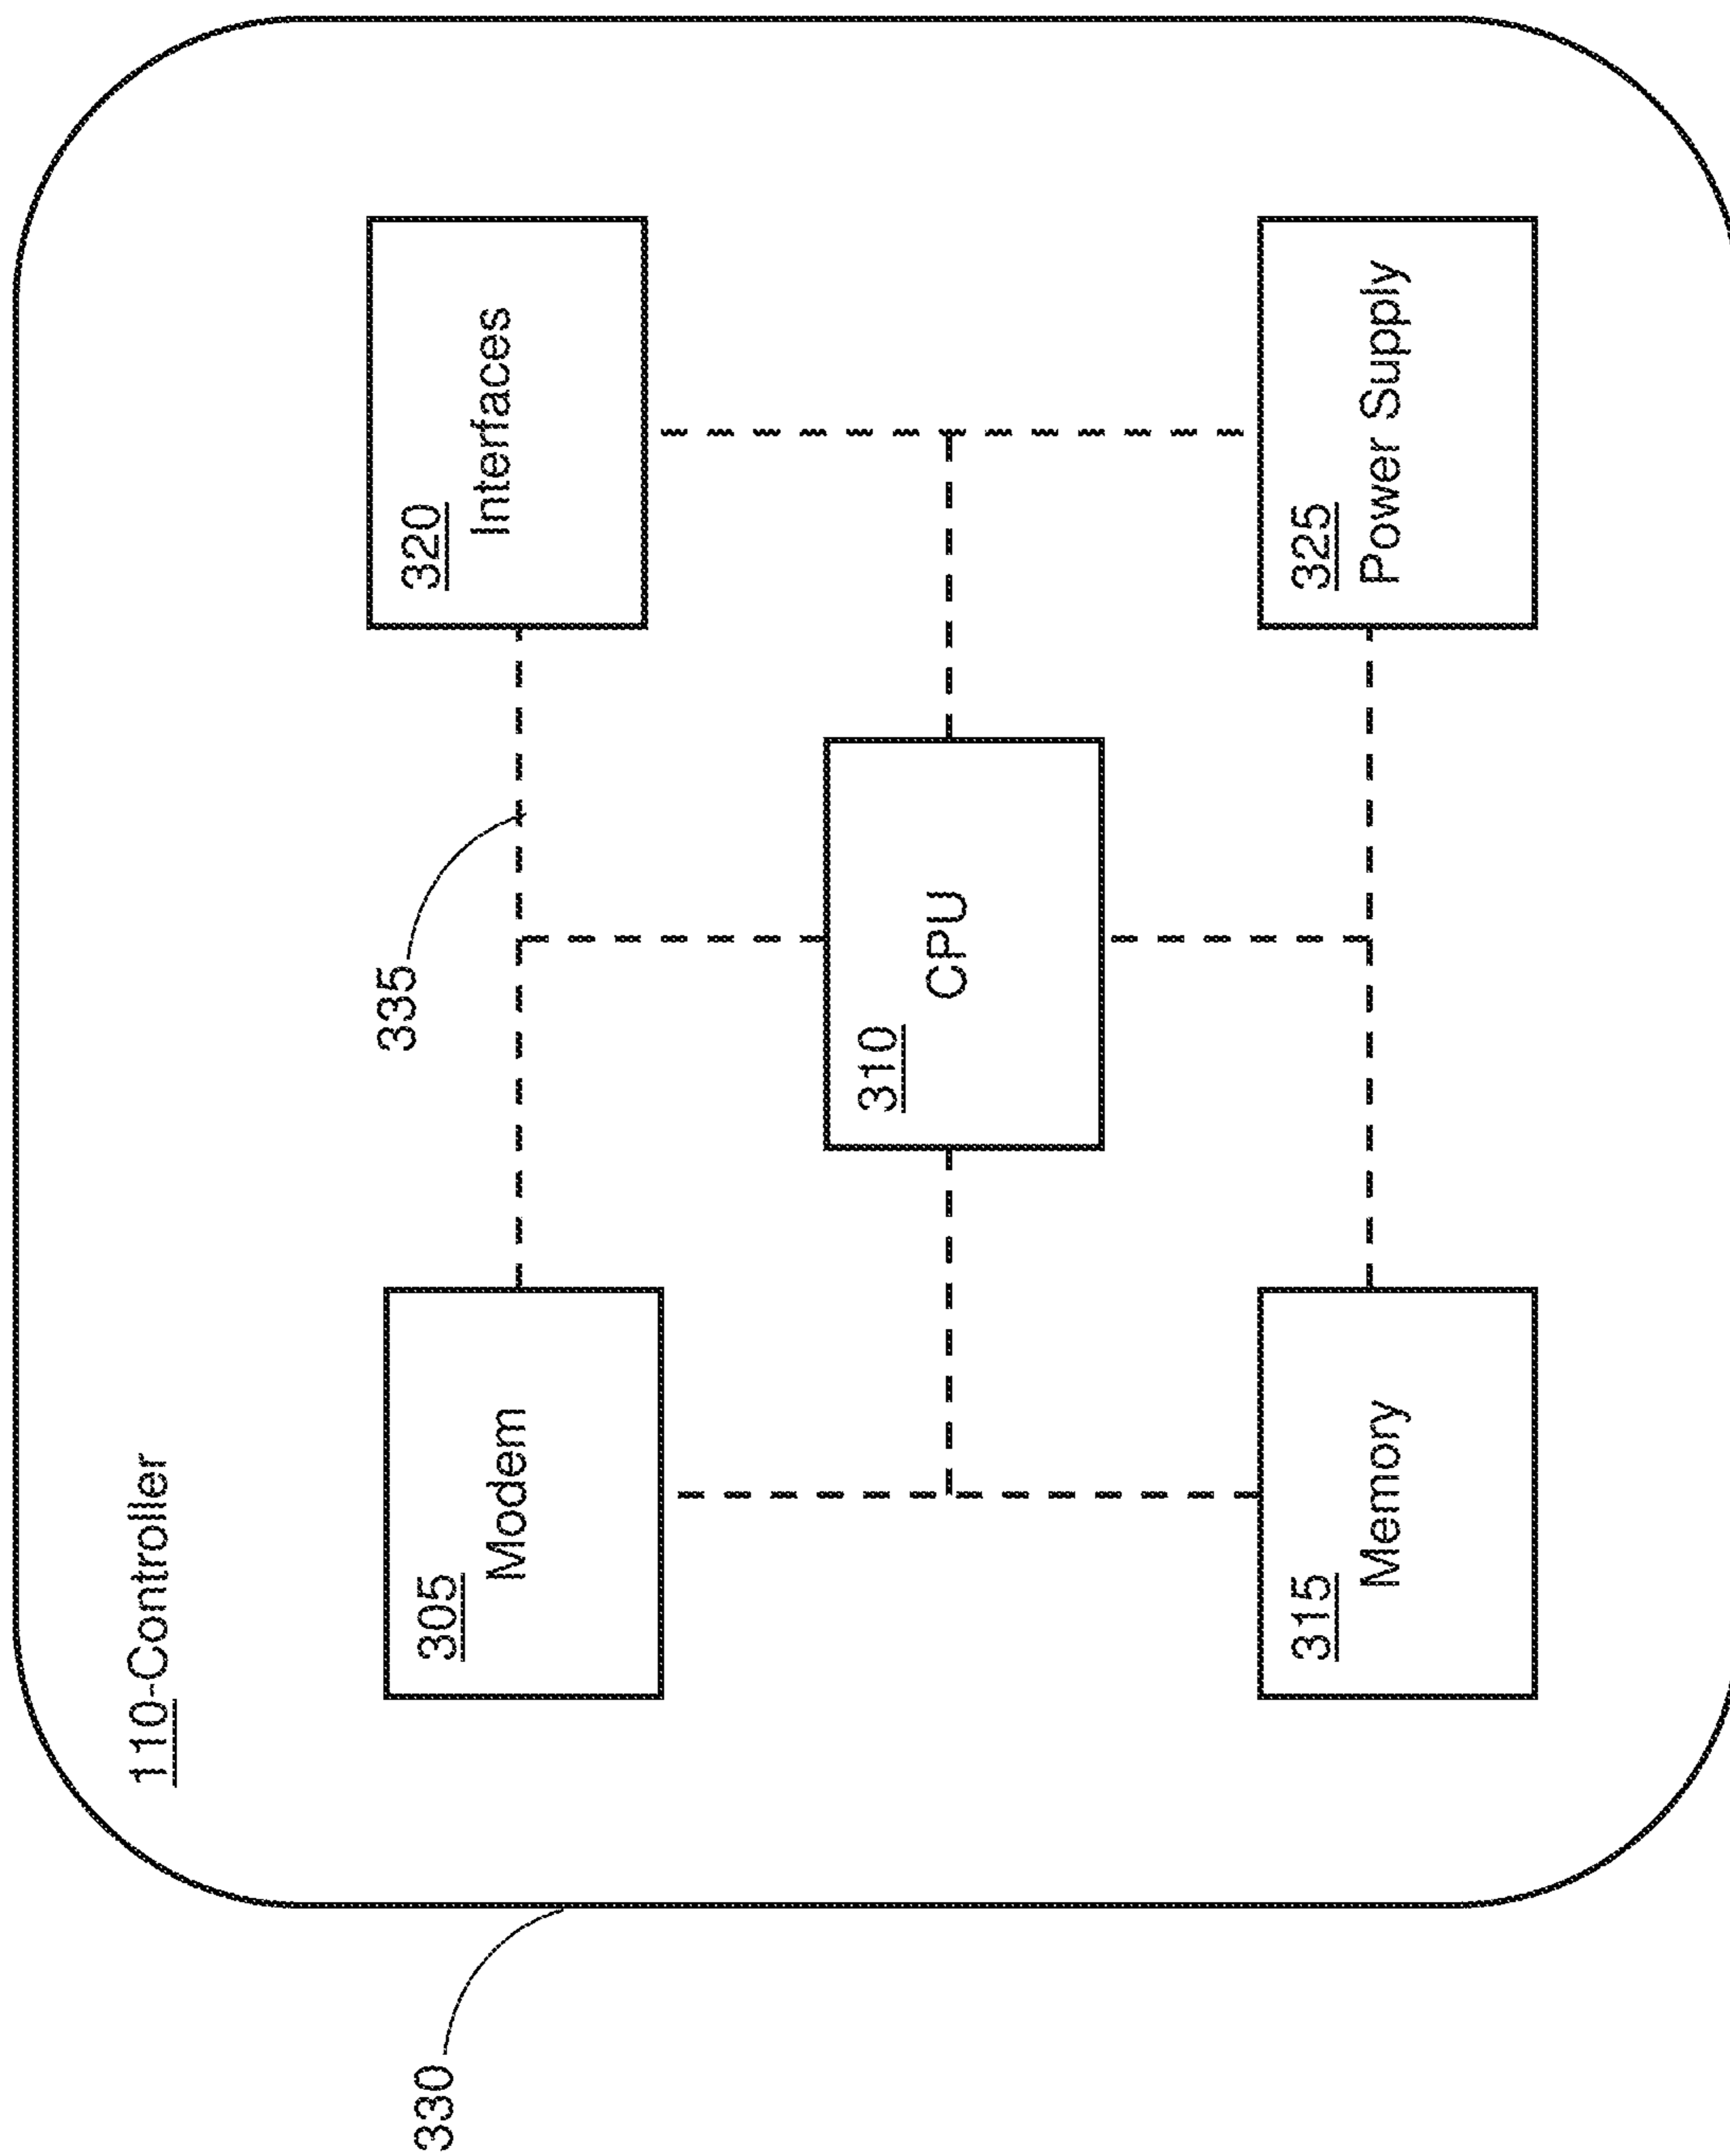 110-Controller
305
Modem
335
320
Interfaces
310
CPU
315
Memory
325
Power Supply
330